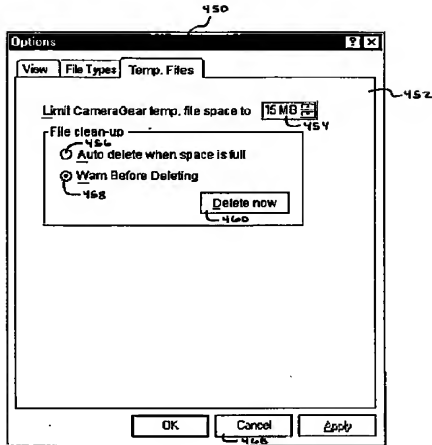 450
Options
View File Types Temp. Files
452
Limit CameraGear temp. file space to 15 MB
454
File clean-up
456
Auto delete when space is full
Warn Before Deleting
458
Delete now
460
OK Cancel Apply
468